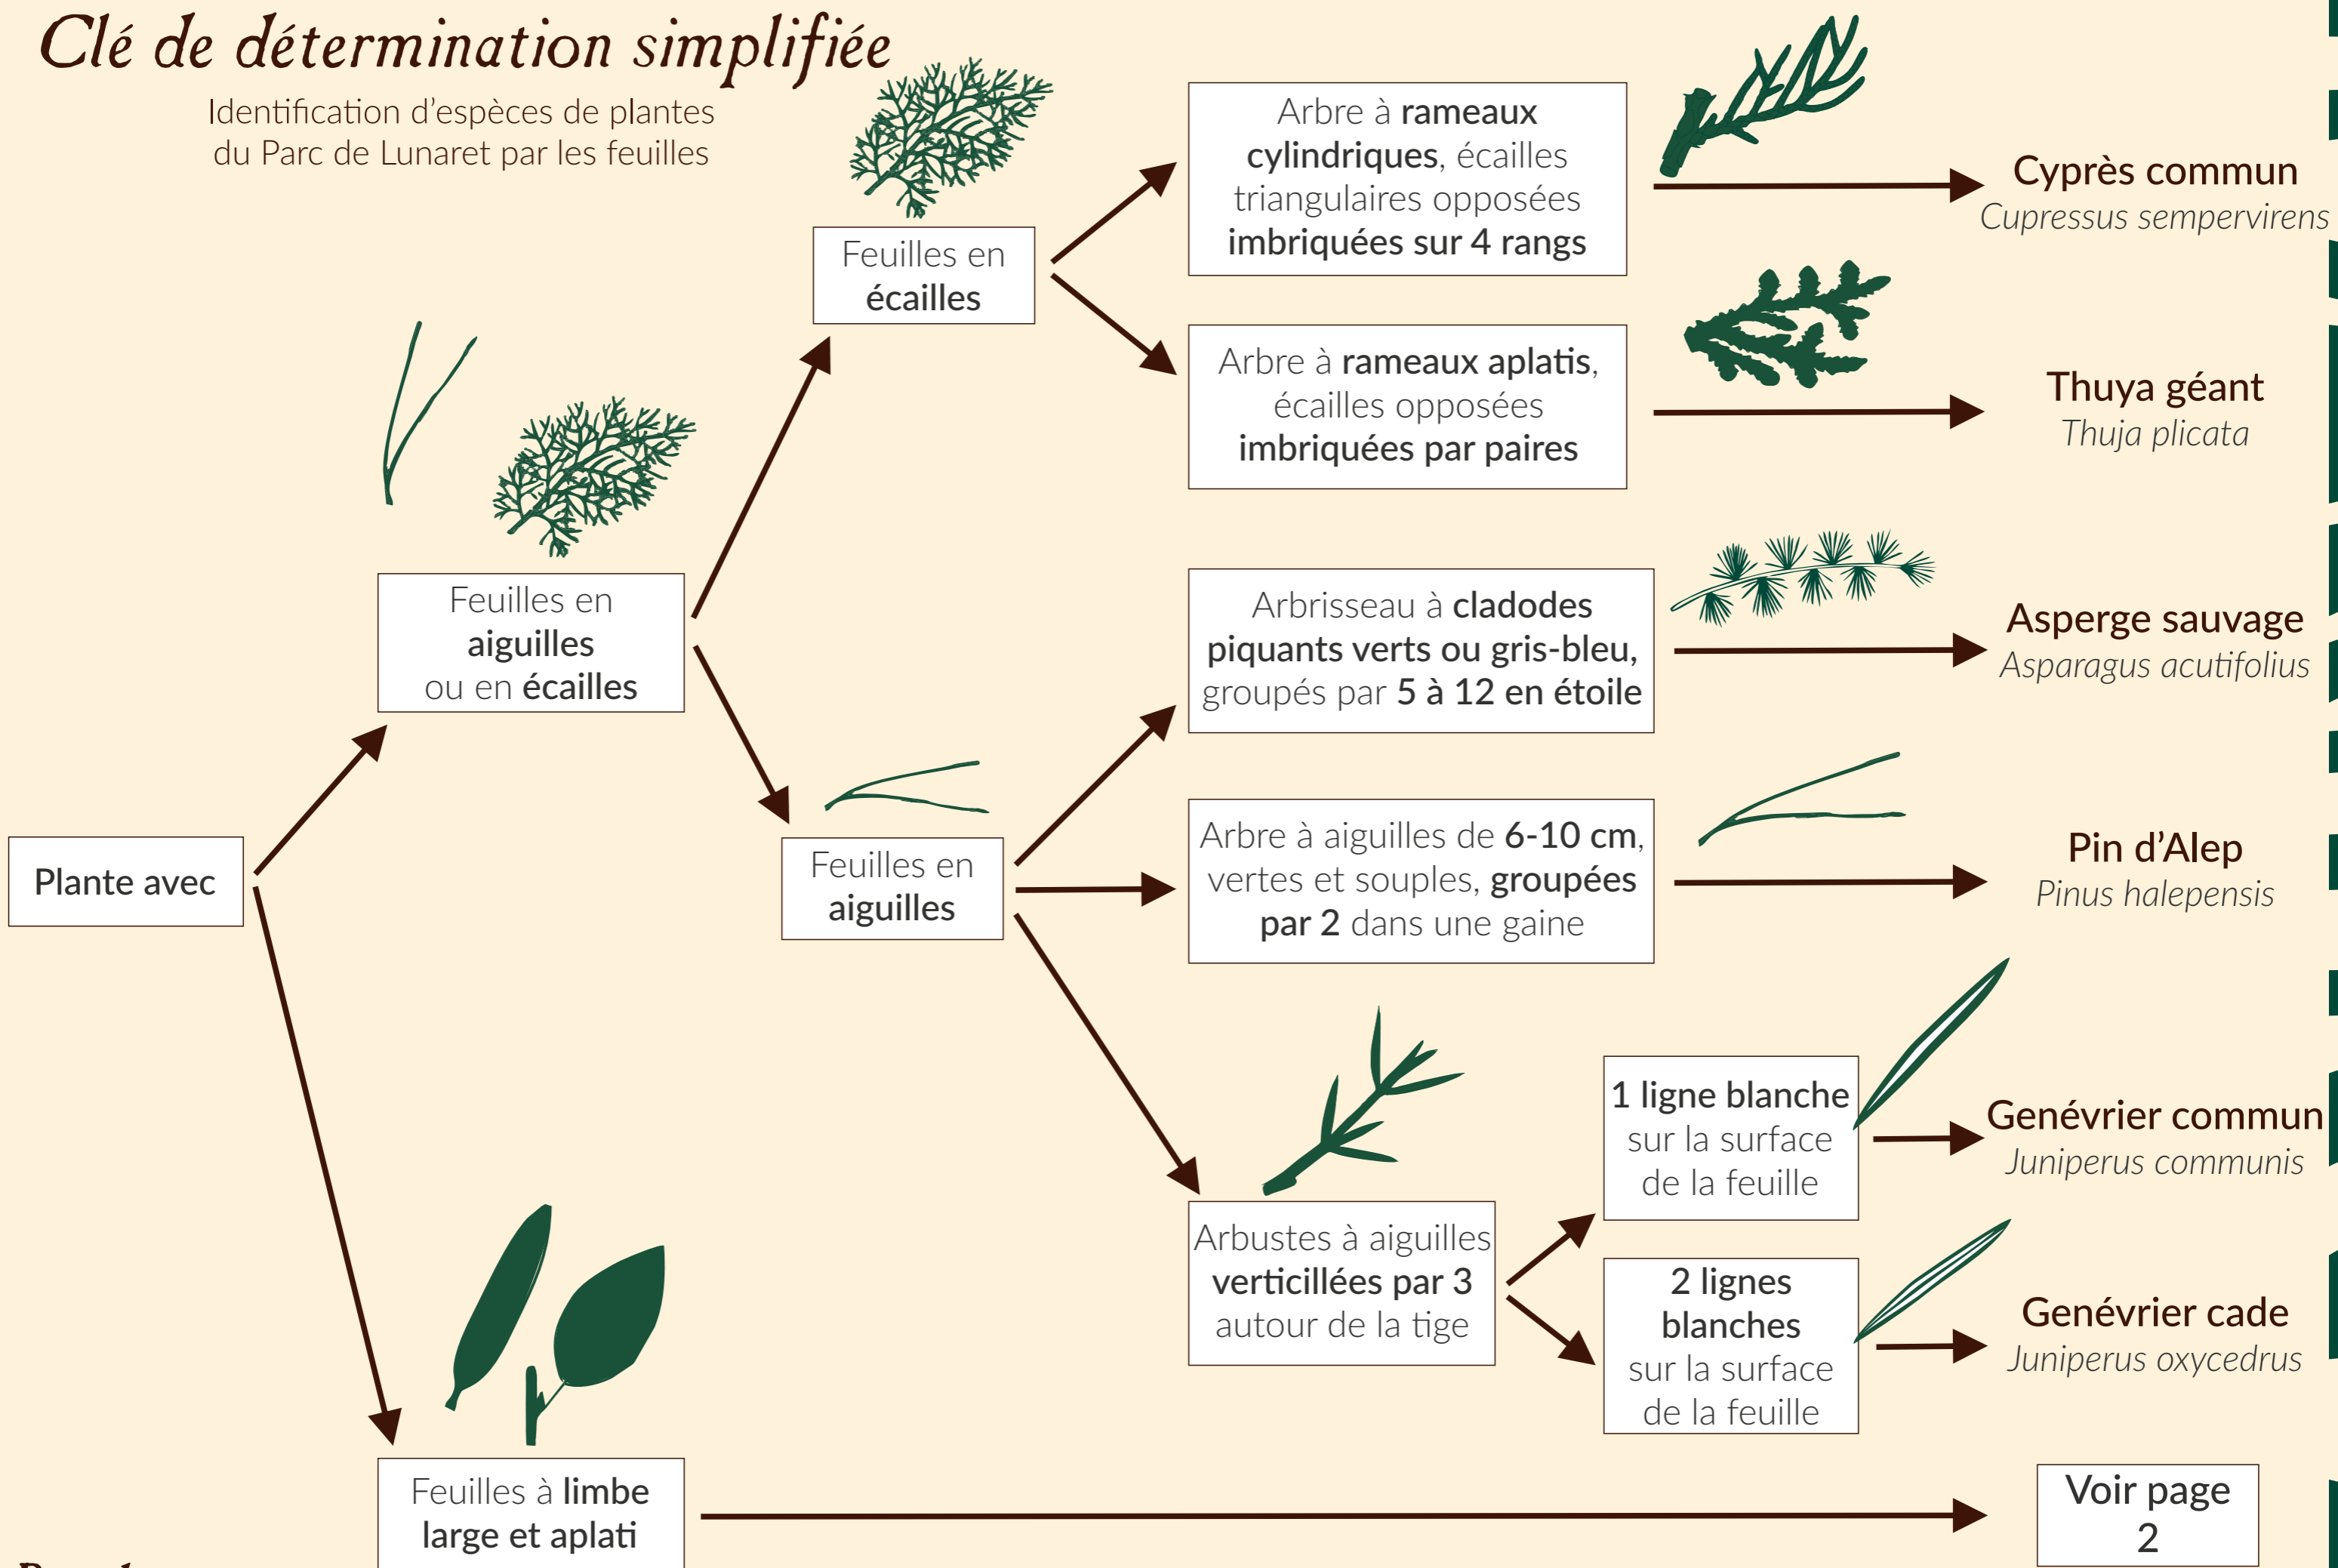 Clé de détermination simplifiée
Identification d'espèces de plantes
du Parc de Lunaret par les feuilles
Plante avec
Feuilles en
aiguilles
ou en écailles
Feuilles en
écailles
Arbre à rameaux
cylindriques, écailles
triangulaires opposées
imbriquées sur 4 rangs
Cyprès commun
Cupressus sempervirens
Arbre à rameaux aplatis,
écailles opposées
imbriquées par paires
Thuya géant
Thuja plicata
Feuilles en
aiguilles
Arbrisseau à cladodes
piquants verts ou gris-bleu,
groupés par 5 à 12 en étoile
Asperge sauvage
Asparagus acutifolius
Arbre à aiguilles de 6-10 cm,
vertes et souples, groupées
par 2 dans une gaine
Pin d'Alep
Pinus halepensis
Arbustes à aiguilles
verticillées par 3
autour de la tige
1 ligne blanche
sur la surface
de la feuille
Genévrier commun
Juniperus communis
2 lignes
blanches
sur la surface
de la feuille
Genévrier cade
Juniperus oxycedrus
Feuilles à limbe
large et aplati
Voir page
2